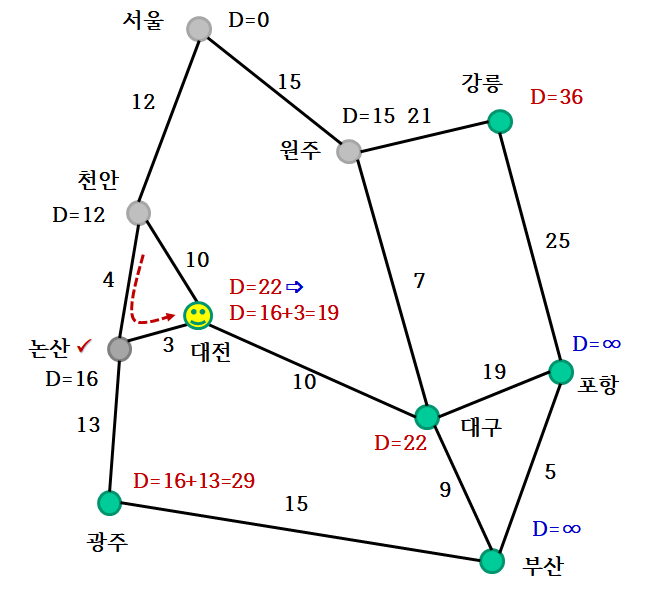 서울
D=0
12
15
강릉
D=36
D=15
21
원주
천안
D=12
10
25
4
7
D=22⇨
D=16+3=19
논산 ✓
3
대전
D=∞
D=16
10
19
포항
13
대구
D=22
5
D=16+13=29
9
15
D=∞
광주
부산